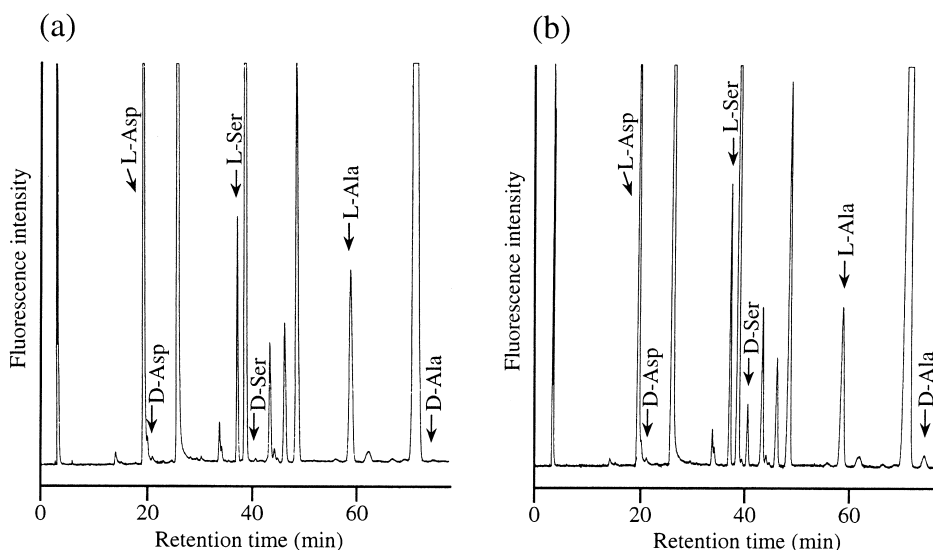 (a)
Fluorescence intensity
L-Asp
D-Asp
L-Ser
D-Ser
L-Ala
D-Ala
0 20 40 60
Retention time (min)
(b)
Fluorescence intensity
L-Asp
D-Asp
L-Ser
D-Ser
L-Ala
D-Ala
0 20 40 60
Retention time (min)